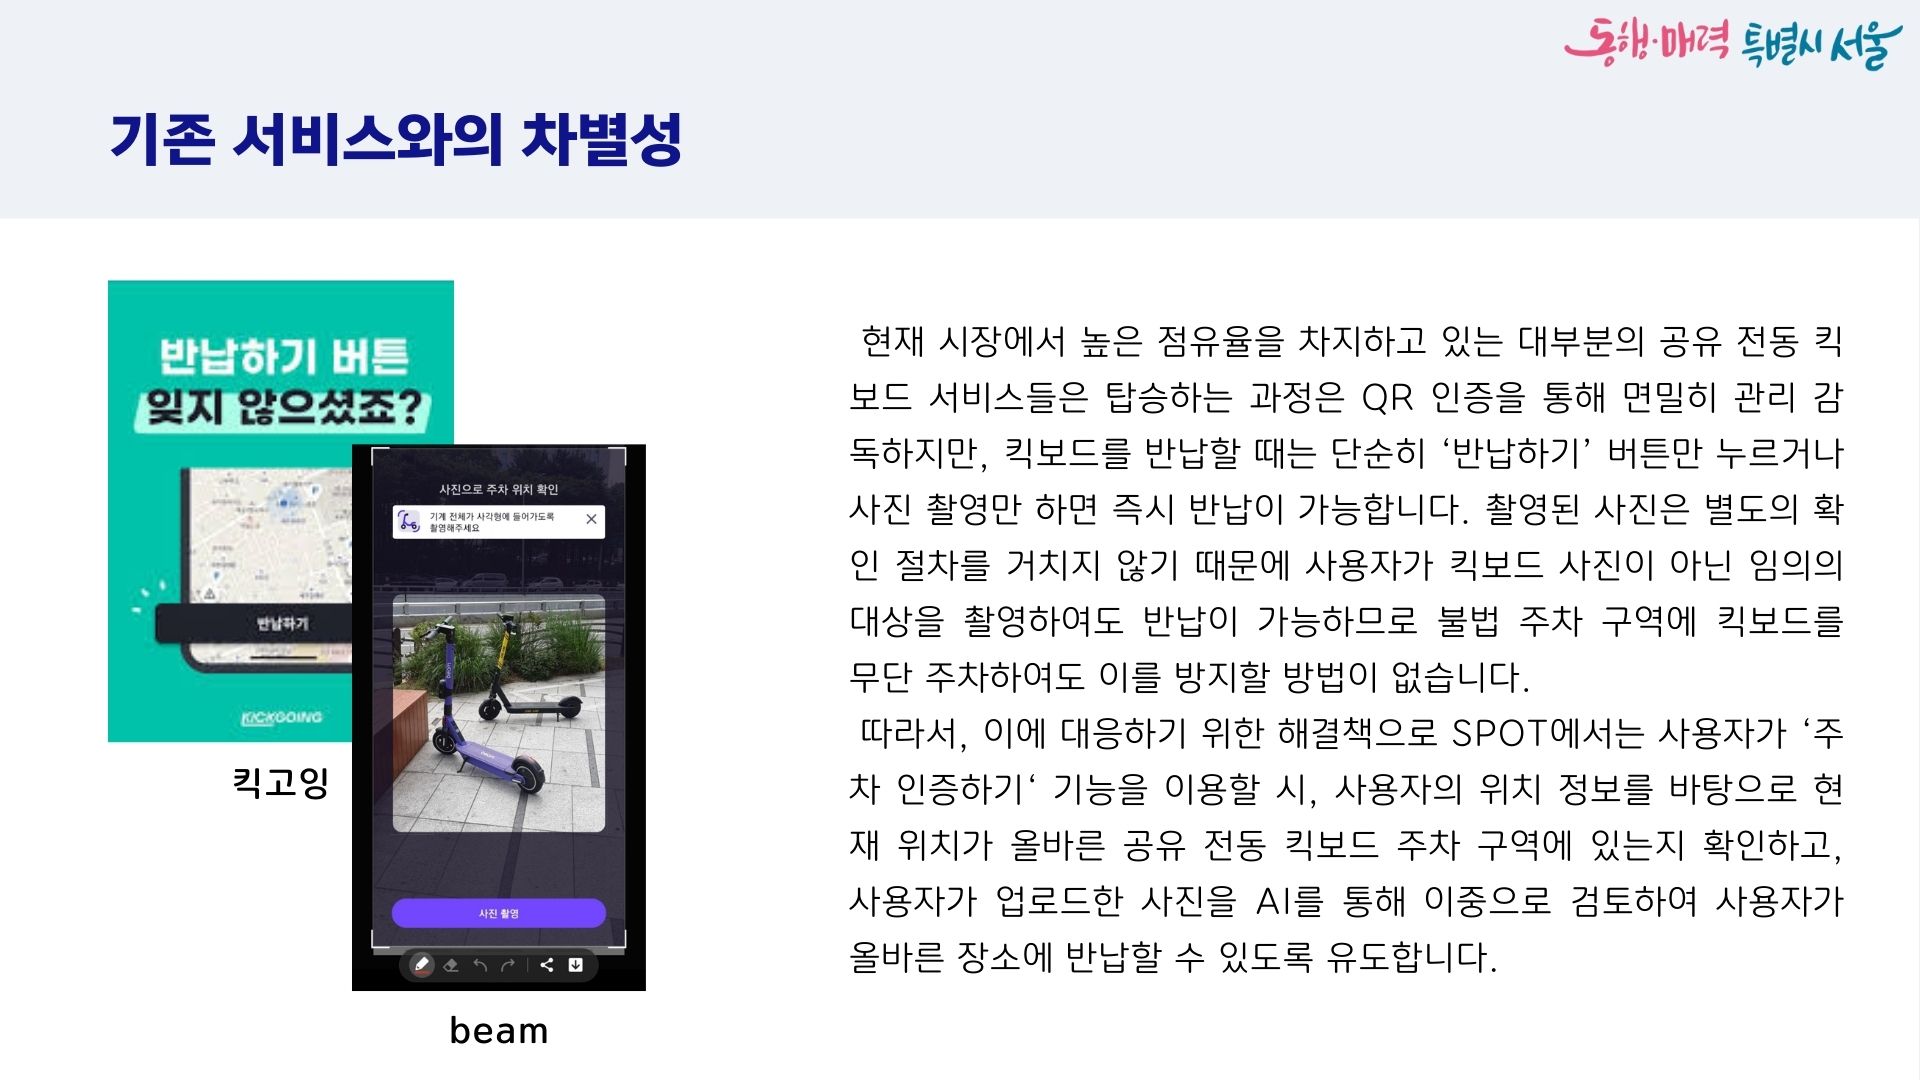 동행·매력 특별시 서울
기존 서비스와의 차별성
반납하기 버튼
잊지 않으셨죠?
반납하기
KICKGOING
킥고잉
사진으로 주차 위치 확인
기계 전체가 사각형에 들어가도록
촬영해주세요
beam
사진 촬영
beam
현재 시장에서 높은 점유율을 차지하고 있는 대부분의 공유 전동 킥
보드 서비스들은 탑승하는 과정은 QR 인증을 통해 면밀히 관리 감
독하지만, 킥보드를 반납할 때는 단순히 ‘반납하기’ 버튼만 누르거나
사진 촬영만 하면 즉시 반납이 가능합니다. 촬영된 사진은 별도의 확
인 절차를 거치지 않기 때문에 사용자가 킥보드 사진이 아닌 임의의
대상을 촬영하여도 반납이 가능하므로 불법 주차 구역에 킥보드를
무단 주차하여도 이를 방지할 방법이 없습니다.
따라서, 이에 대응하기 위한 해결책으로 SPOT에서는 사용자가 ‘주
차 인증하기‘ 기능을 이용할 시, 사용자의 위치 정보를 바탕으로 현
재 위치가 올바른 공유 전동 킥보드 주차 구역에 있는지 확인하고,
사용자가 업로드한 사진을 AI를 통해 이중으로 검토하여 사용자가
올바른 장소에 반납할 수 있도록 유도합니다.